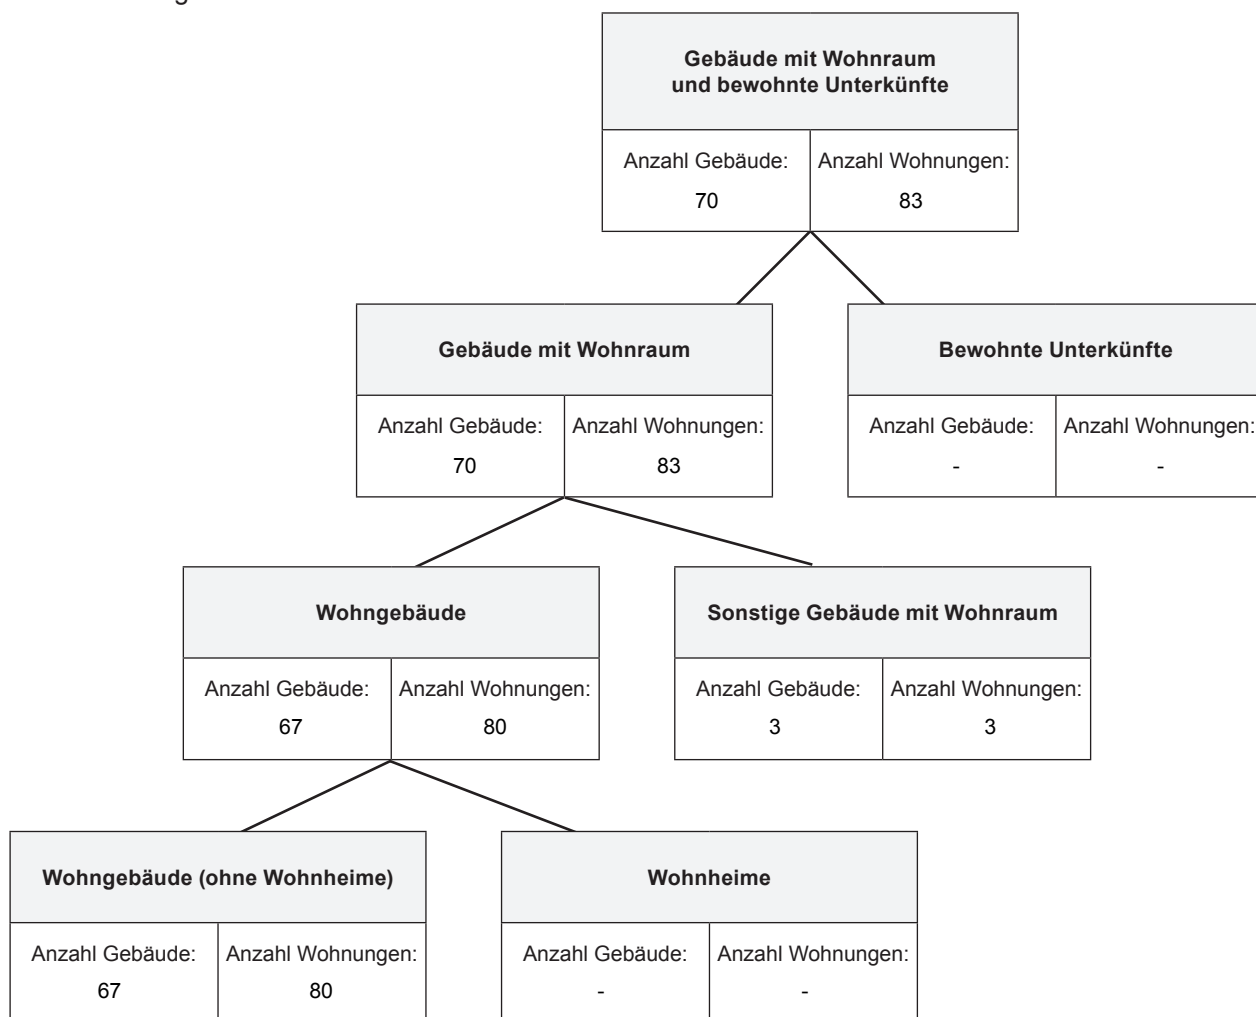 Gebäude mit Wohnraum
und bewohnte Unterkünfte
Anzahl Gebäude: Anzahl Wohnungen:
70 83
Gebäude mit Wohnraum
Anzahl Gebäude: Anzahl Wohnungen:
70 83
Bewohnte Unterkünfte
Anzahl Gebäude: Anzahl Wohnungen:
- -
Wohngebäude
Anzahl Gebäude: Anzahl Wohnungen:
67 80
Sonstige Gebäude mit Wohnraum
Anzahl Gebäude: Anzahl Wohnungen:
3 3
Wohngebäude (ohne Wohnheime)
Anzahl Gebäude: Anzahl Wohnungen:
67 80
Wohnheime
Anzahl Gebäude: Anzahl Wohnungen:
- -